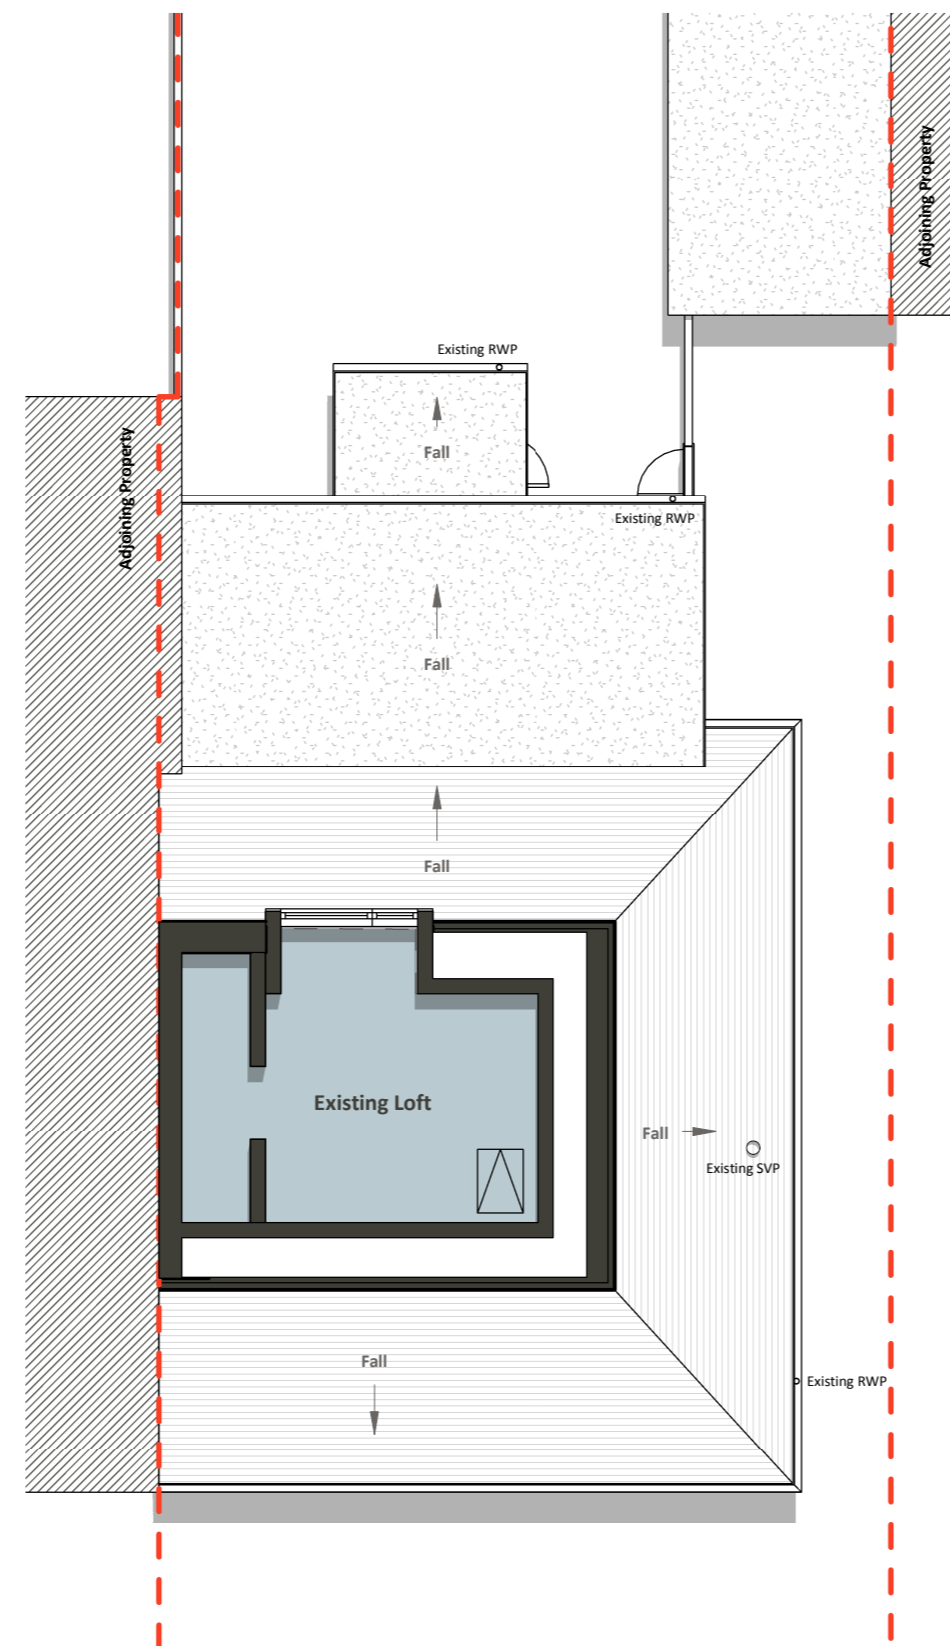 Adjoining Property
Existing RWP
Fall
Adjoining Property
Existing RWP
Fall
Fall
Existing Loft
Fall
Existing SVP
Fall
Existing RWP